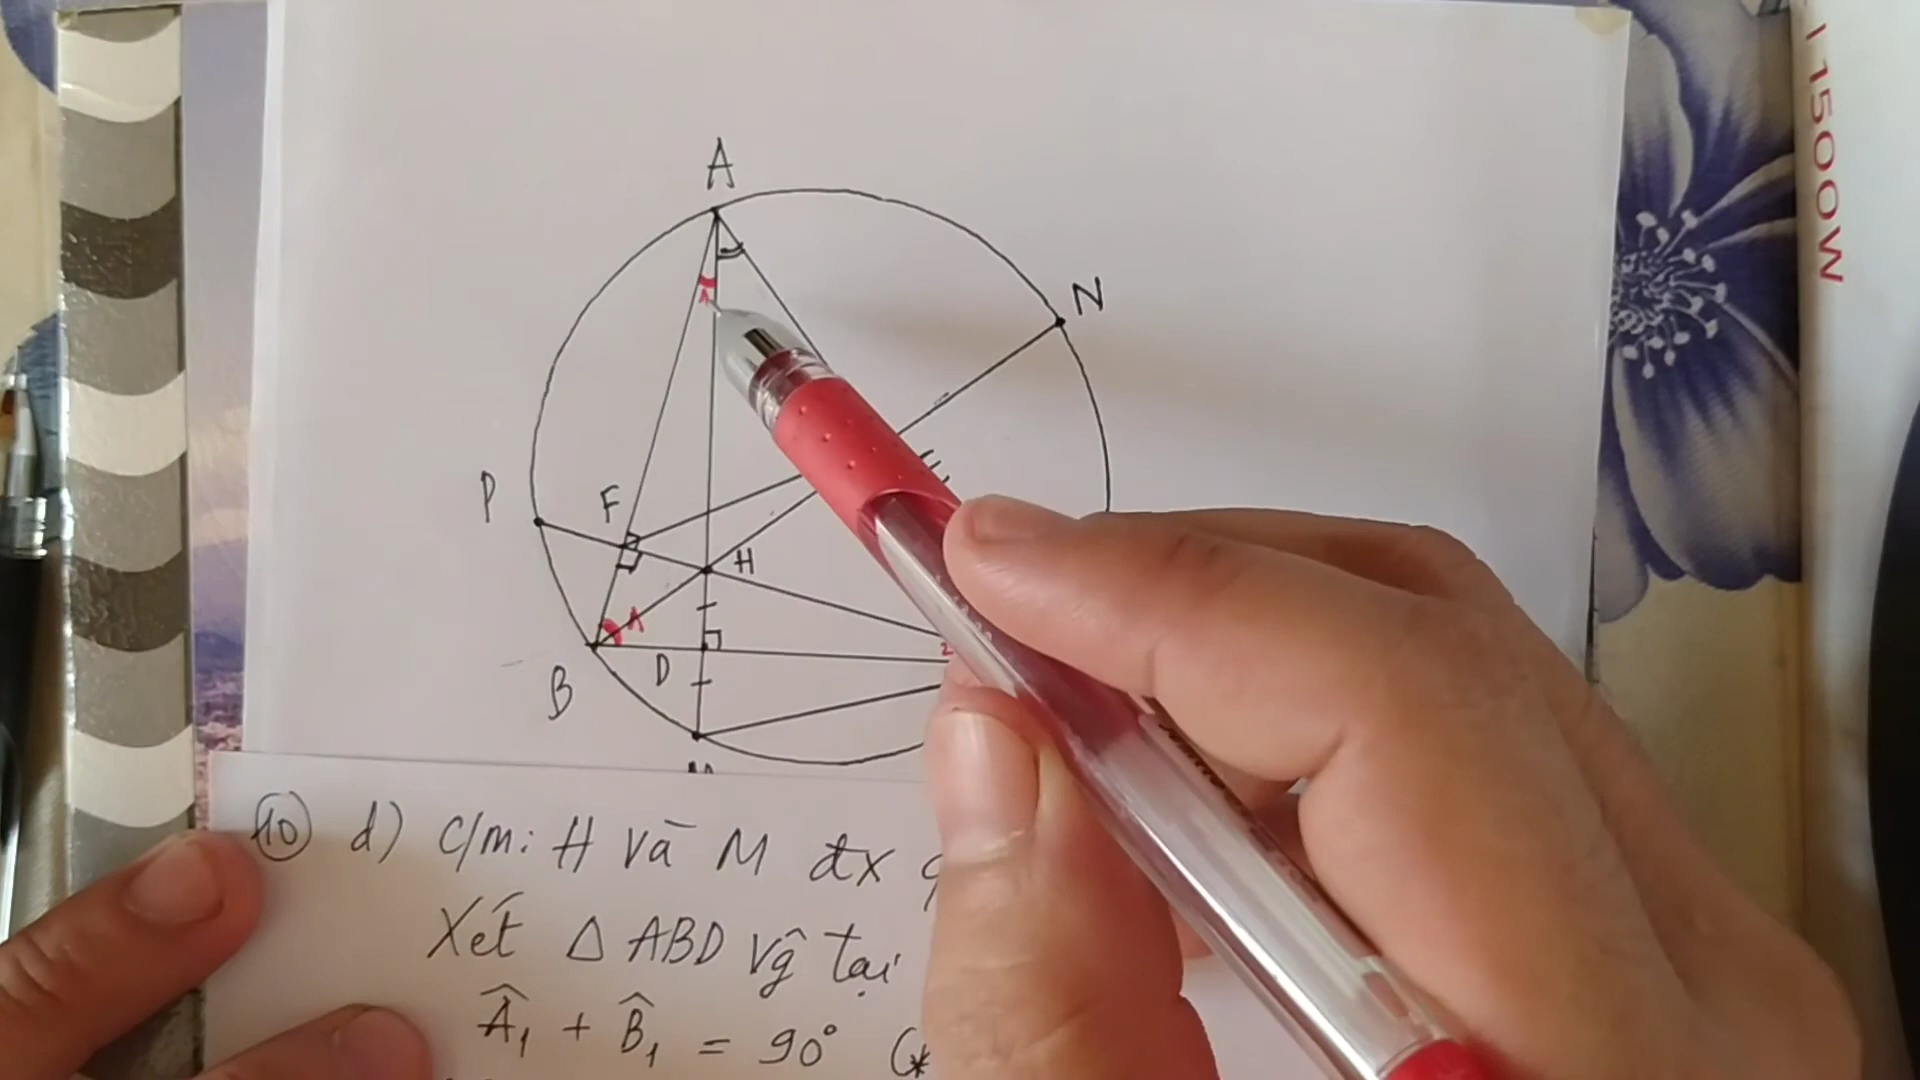 A
N
P
F
H
B
D
10 d) C/m: H và M đx
Xét Δ ABD vg tại
Â₁ + B̂₁ = 90° (*
1500W